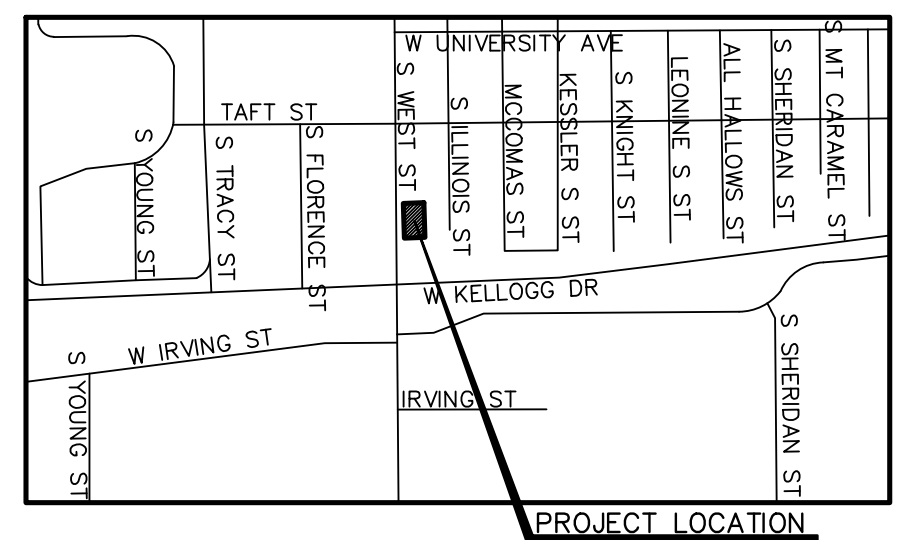 W UNIVERSITY AVE
TAFT ST
S YOUNG ST
S TRACY ST
S FLORENCE ST
S WEST ST
S ILLINOIS ST
MCCOMAS ST
KESSLER S ST
S KNIGHT ST
LEONINE S ST
ALL HALLOWS ST
S SHERIDAN ST
S MT CARAMEL ST
W KELLOGG DR
W IRVING ST
S YOUNG ST
IRVING ST
S SHERIDAN ST
PROJECT LOCATION